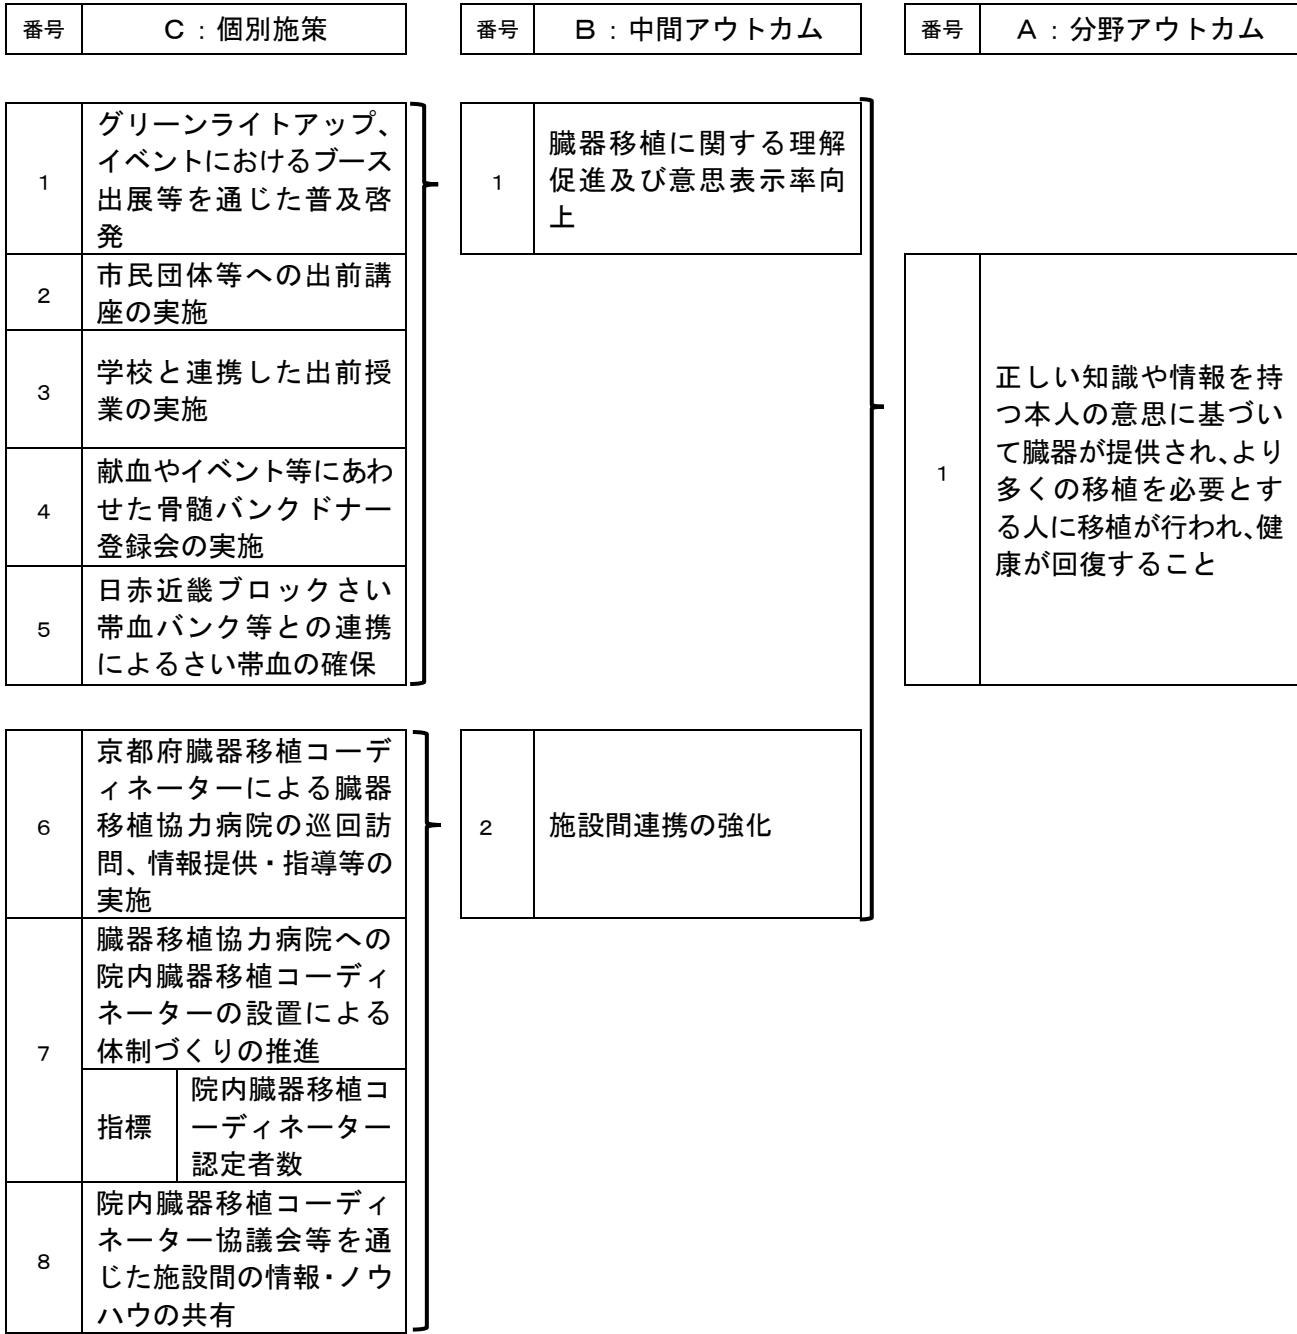 番号
C:個別施策
番号
B:中間アウトカム
番号
A:分野アウトカム
1
グリーンライトアップ、
イベントにおけるブース
出展等を通じた普及啓
発
2
市民団体等への出前講
座の実施
3
学校と連携した出前授
業の実施
4
献血やイベント等にあわ
せた骨髄バンクドナー
登録会の実施
5
日赤近畿ブロックさい
帯血バンク等との連携
によるさい帯血の確保
6
京都府臓器移植コーデ
ィネーターによる臓器
移植協力病院の巡回訪
問、情報提供・指導等の
実施
7
臓器移植協力病院への
院内臓器移植コーディ
ネーターの設置による
体制づくりの推進
指標
院内臓器移植コ
ーディネーター
認定者数
8
院内臓器移植コーディ
ネーター協議会等を通
じた施設間の情報・ノウ
ハウの共有
1
臓器移植に関する理解
促進及び意思表示率向
上
2
施設間連携の強化
1
正しい知識や情報を持
つ本人の意思に基づい
て臓器が提供され、より
多くの移植を必要とす
る人に移植が行われ、健
康が回復すること